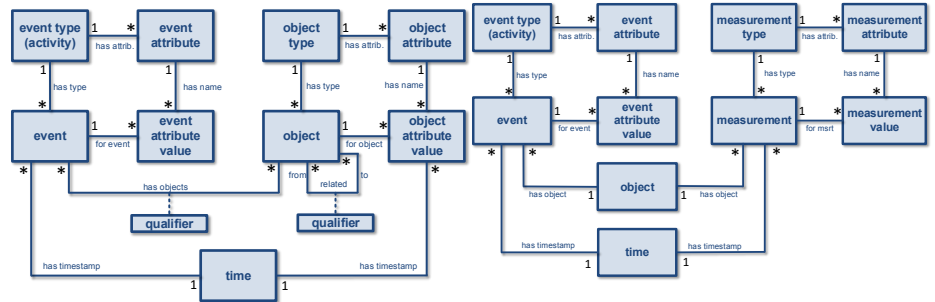 event type
(activity)
1
*
has attrib.
event
attribute
1
has type
*
1
has name
*
event
1
*
for event
event
attribute
value
object
type
1
*
has attrib.
object
attribute
1
has type
*
1
has name
*
object
1
*
for object
object
attribute
value
*
*
*
from
*
*
to
related
*
has objects
qualifier
qualifier
has timestamp
1
time
1
has timestamp
event type
(activity)
1
*
has attrib.
event
attribute
1
has type
*
1
has name
*
event
1
*
for event
event
attribute
value
measurement
type
1
*
has attrib.
measurement
attribute
1
has type
*
1
has name
*
measurement
1
*
for msrt
measurement
value
*
*
*
*
has object
1
object
1
has object
has timestamp
1
time
1
has timestamp